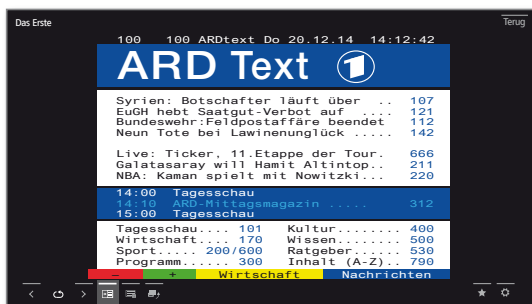 Das Erste
Terug
100 100 ARDtext Do 20.12.14 14:12:42
ARD Text 1
Syrien: Botschafter läuft über .. 107
EuGH hebt Saatgut-Verbot auf .... 121
Bundeswehr:Feldpostaffäre beendet 112
Neun Tote bei Lawinenunglück ..... 142
Live: Ticker, 11.Etappe der Tour. 666
Galatasaray will Hamit Altintop.. 211
NBA: Kaman spielt mit Nowitzki... 220
14:00 Tagesschau
14:10 ARD-Mittagsmagazin ..... 312
15:00 Tagesschau
Tagesschau.... 101 Kultur........ 400
Wirtschaft.... 170 Wissen........ 500
Sport..... 200/600 Ratgeber...... 530
Programm...... 300 Inhalt (A-Z).. 790
- + Wirtschaft Nachrichten